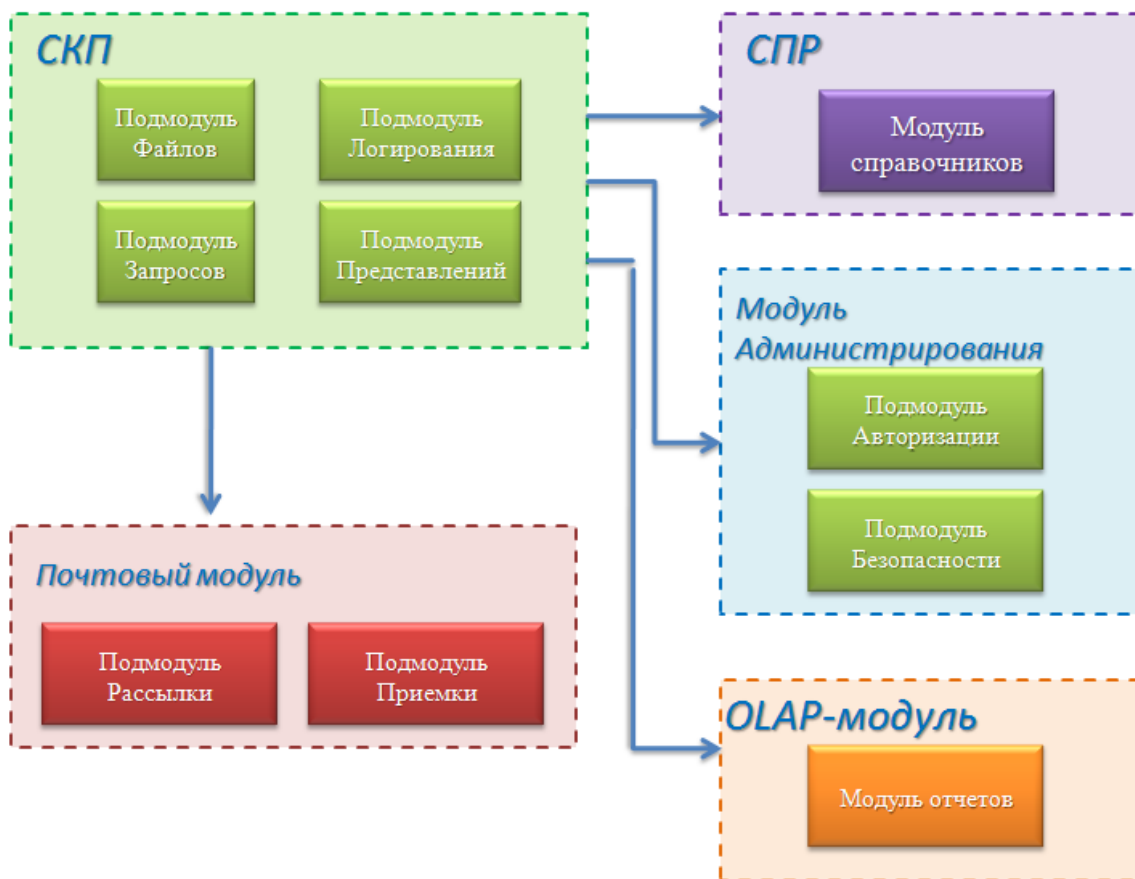 СКП
Подмодуль
Файлов
Подмодуль
Логирования
Подмодуль
Запросов
Подмодуль
Представлений
СПР
Модуль
справочников
Модуль
Администрирования
Подмодуль
Авторизации
Подмодуль
Безопасности
Почтовый модуль
Подмодуль
Рассылки
Подмодуль
Приемки
OLAP-модуль
Модуль отчетов